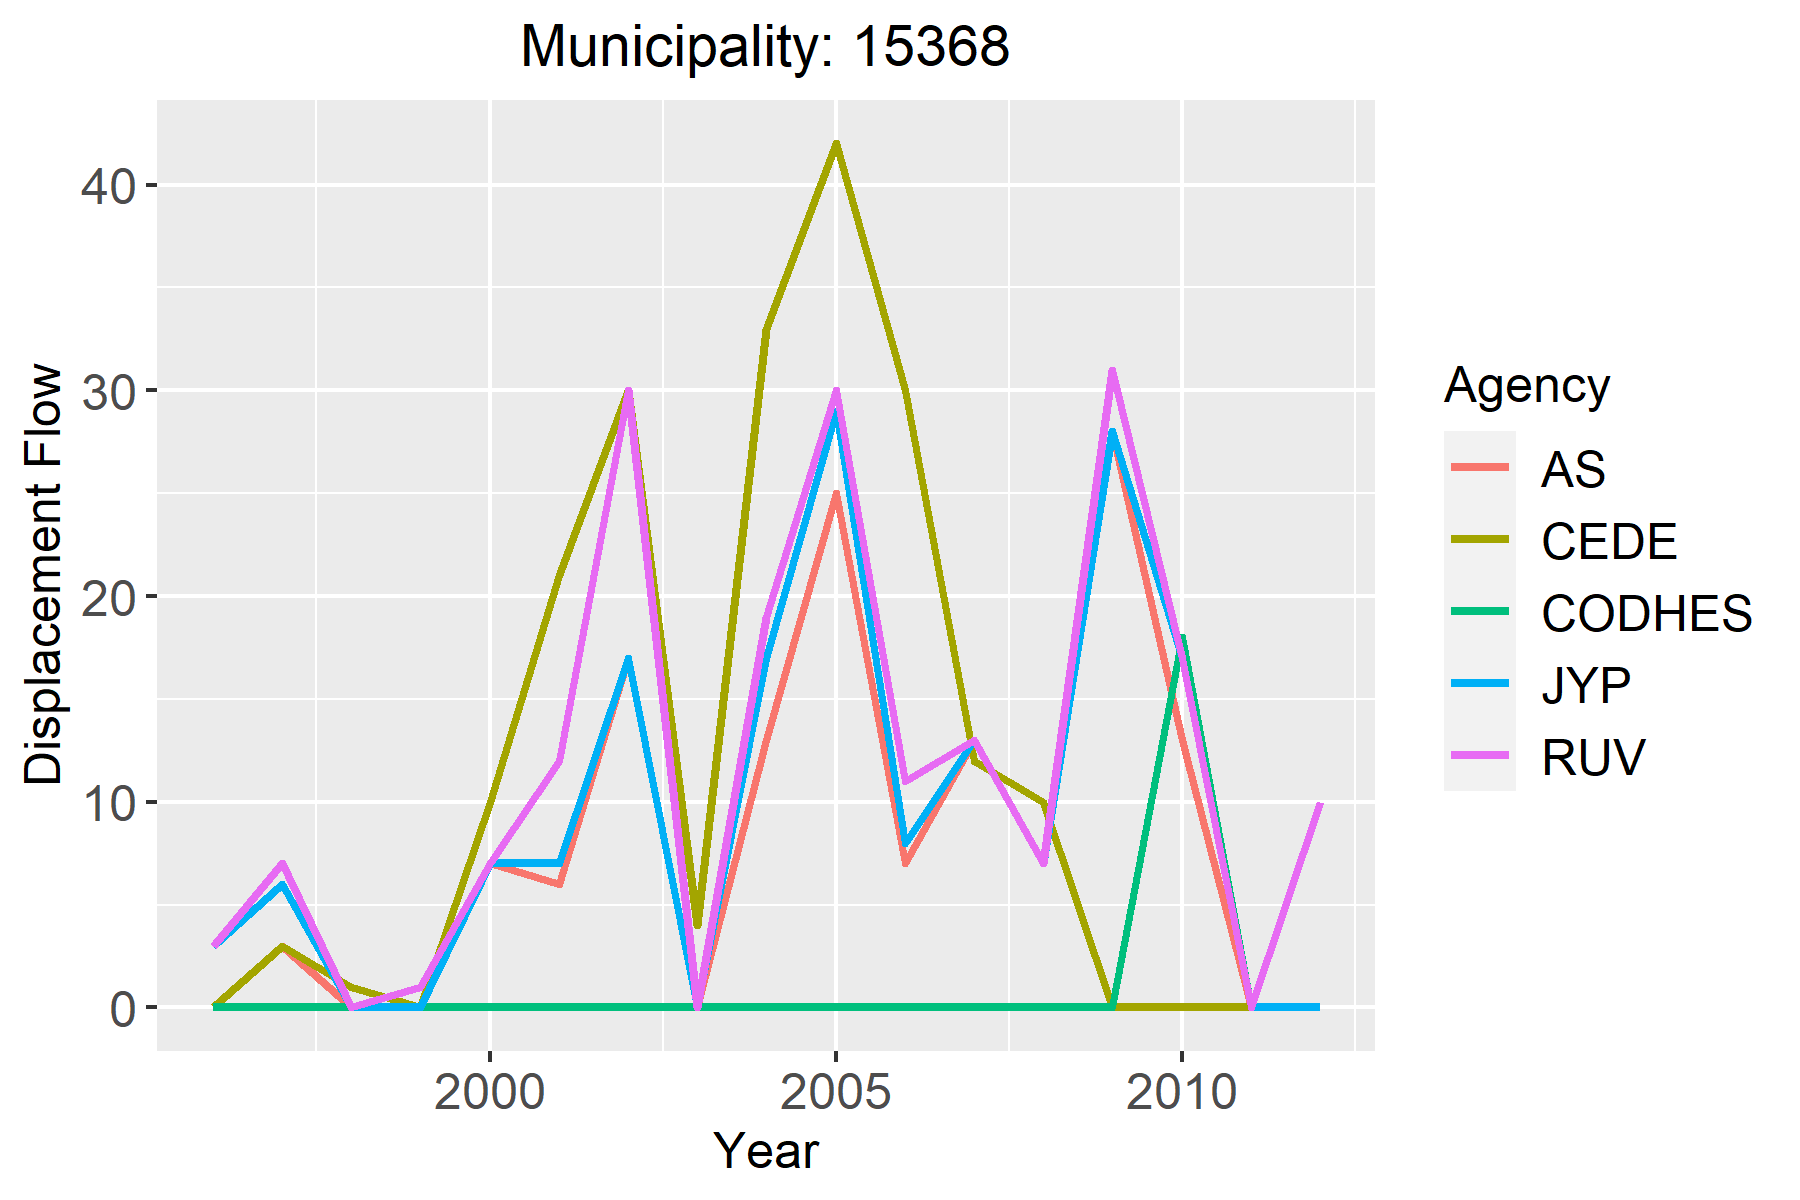 Municipality: 15368
Displacement Flow
40
30
20
10
0
2000 2005 2010
Year
Agency
AS
CEDE
CODHES
JYP
RUV